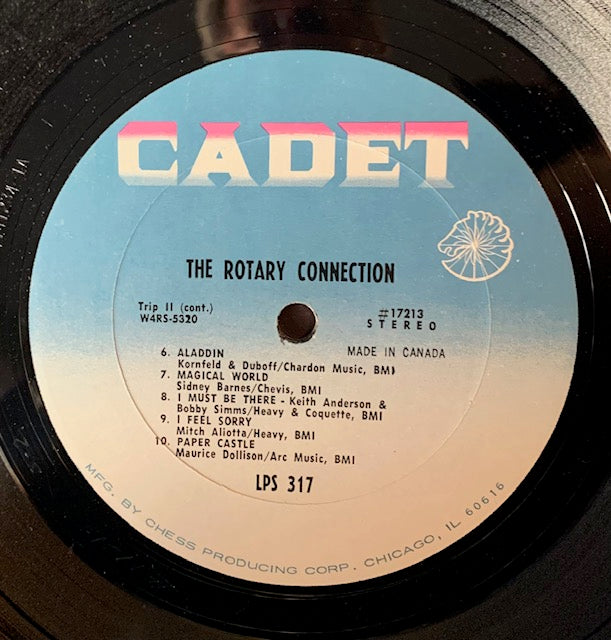 CADET
THE ROTARY CONNECTION
Trip II (cont.)
W4RS-5320
#17213
STEREO
MADE IN CANADA
6. ALADDIN
Kornfeld & Duboff/Chardon Music, BMI
7. MAGICAL WORLD
Sidney Barnes/Chevis, BMI
8. I MUST BE THERE - Keith Anderson &
Bobby Simms/Heavy & Coquette, BMI
9. I FEEL SORRY
Mitch Aliotta/Heavy, BMI
10. PAPER CASTLE
Maurice Dollison/Arc Music, BMI
LPS 317
MFG. BY CHESS PRODUCING CORP. CHICAGO, IL 60616